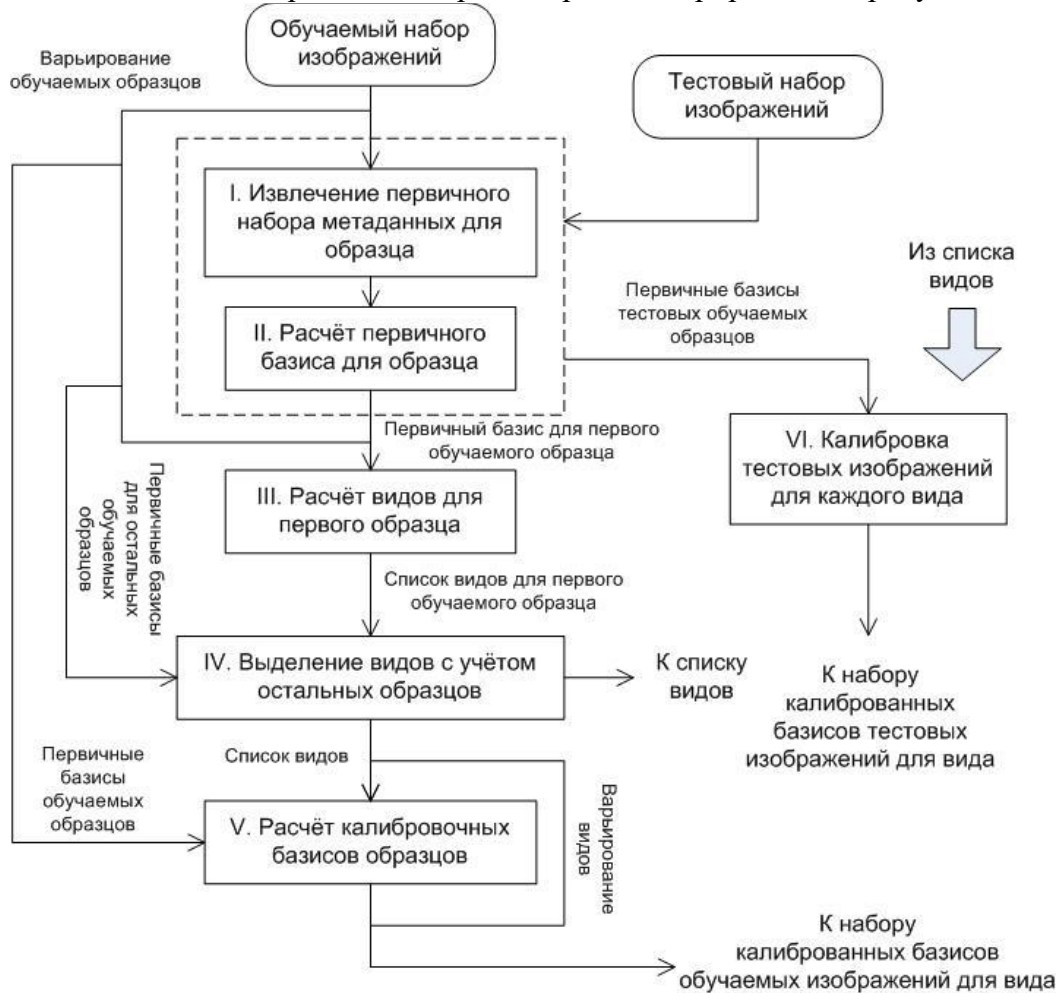 Обучаемый набор
изображений
Варьирование
обучаемых образцов
Тестовый набор
изображений
I. Извлечение первичного
набора метаданных для
образца
Из списка
видов
Первичные базисы
тестовых обучаемых
образцов
II. Расчёт первичного
базиса для образца
Первичный базис для первого
обучаемого образца
VI. Калибровка
тестовых изображений
для каждого вида
Первичные базисы
для остальных
обучаемых
образцов
III. Расчёт видов для
первого образца
Список видов для первого
обучаемого образца
IV. Выделение видов с учётом
остальных образцов
К списку
видов
К набору
калиброванных
базисов тестовых
изображений для вида
Первичные
базисы
обучаемых
образцов
Список видов
V. Расчёт калибровочных
базисов образцов
Варьирование
видов
К набору
калиброванных базисов
обучаемых изображений для вида